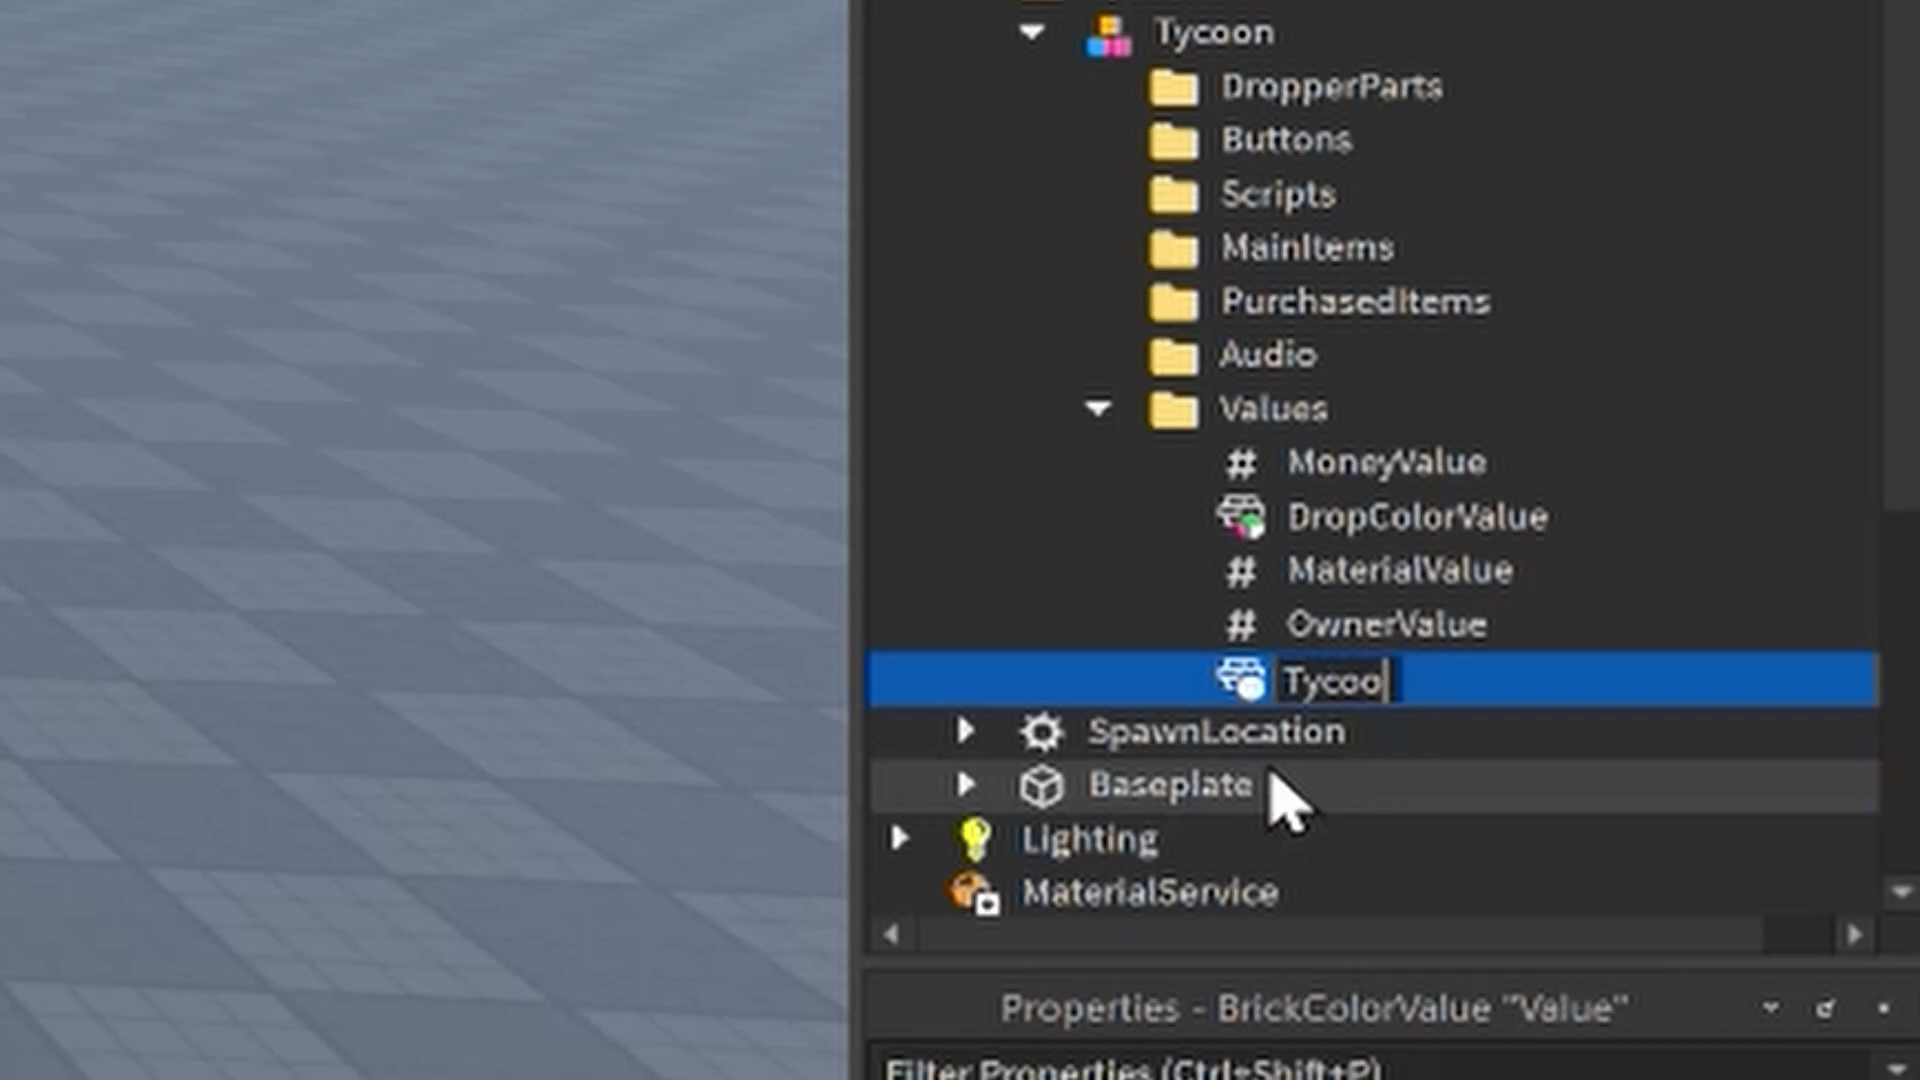 Tycoon
DropperParts
Buttons
Scripts
MainItems
PurchasedItems
Audio
Values
MoneyValue
DropColorValue
MaterialValue
OwnerValue
Tycoo
SpawnLocation
Baseplate
Lighting
MaterialService
Properties - BrickColorValue "Value"
Filter Properties (Ctrl+Shift+P)